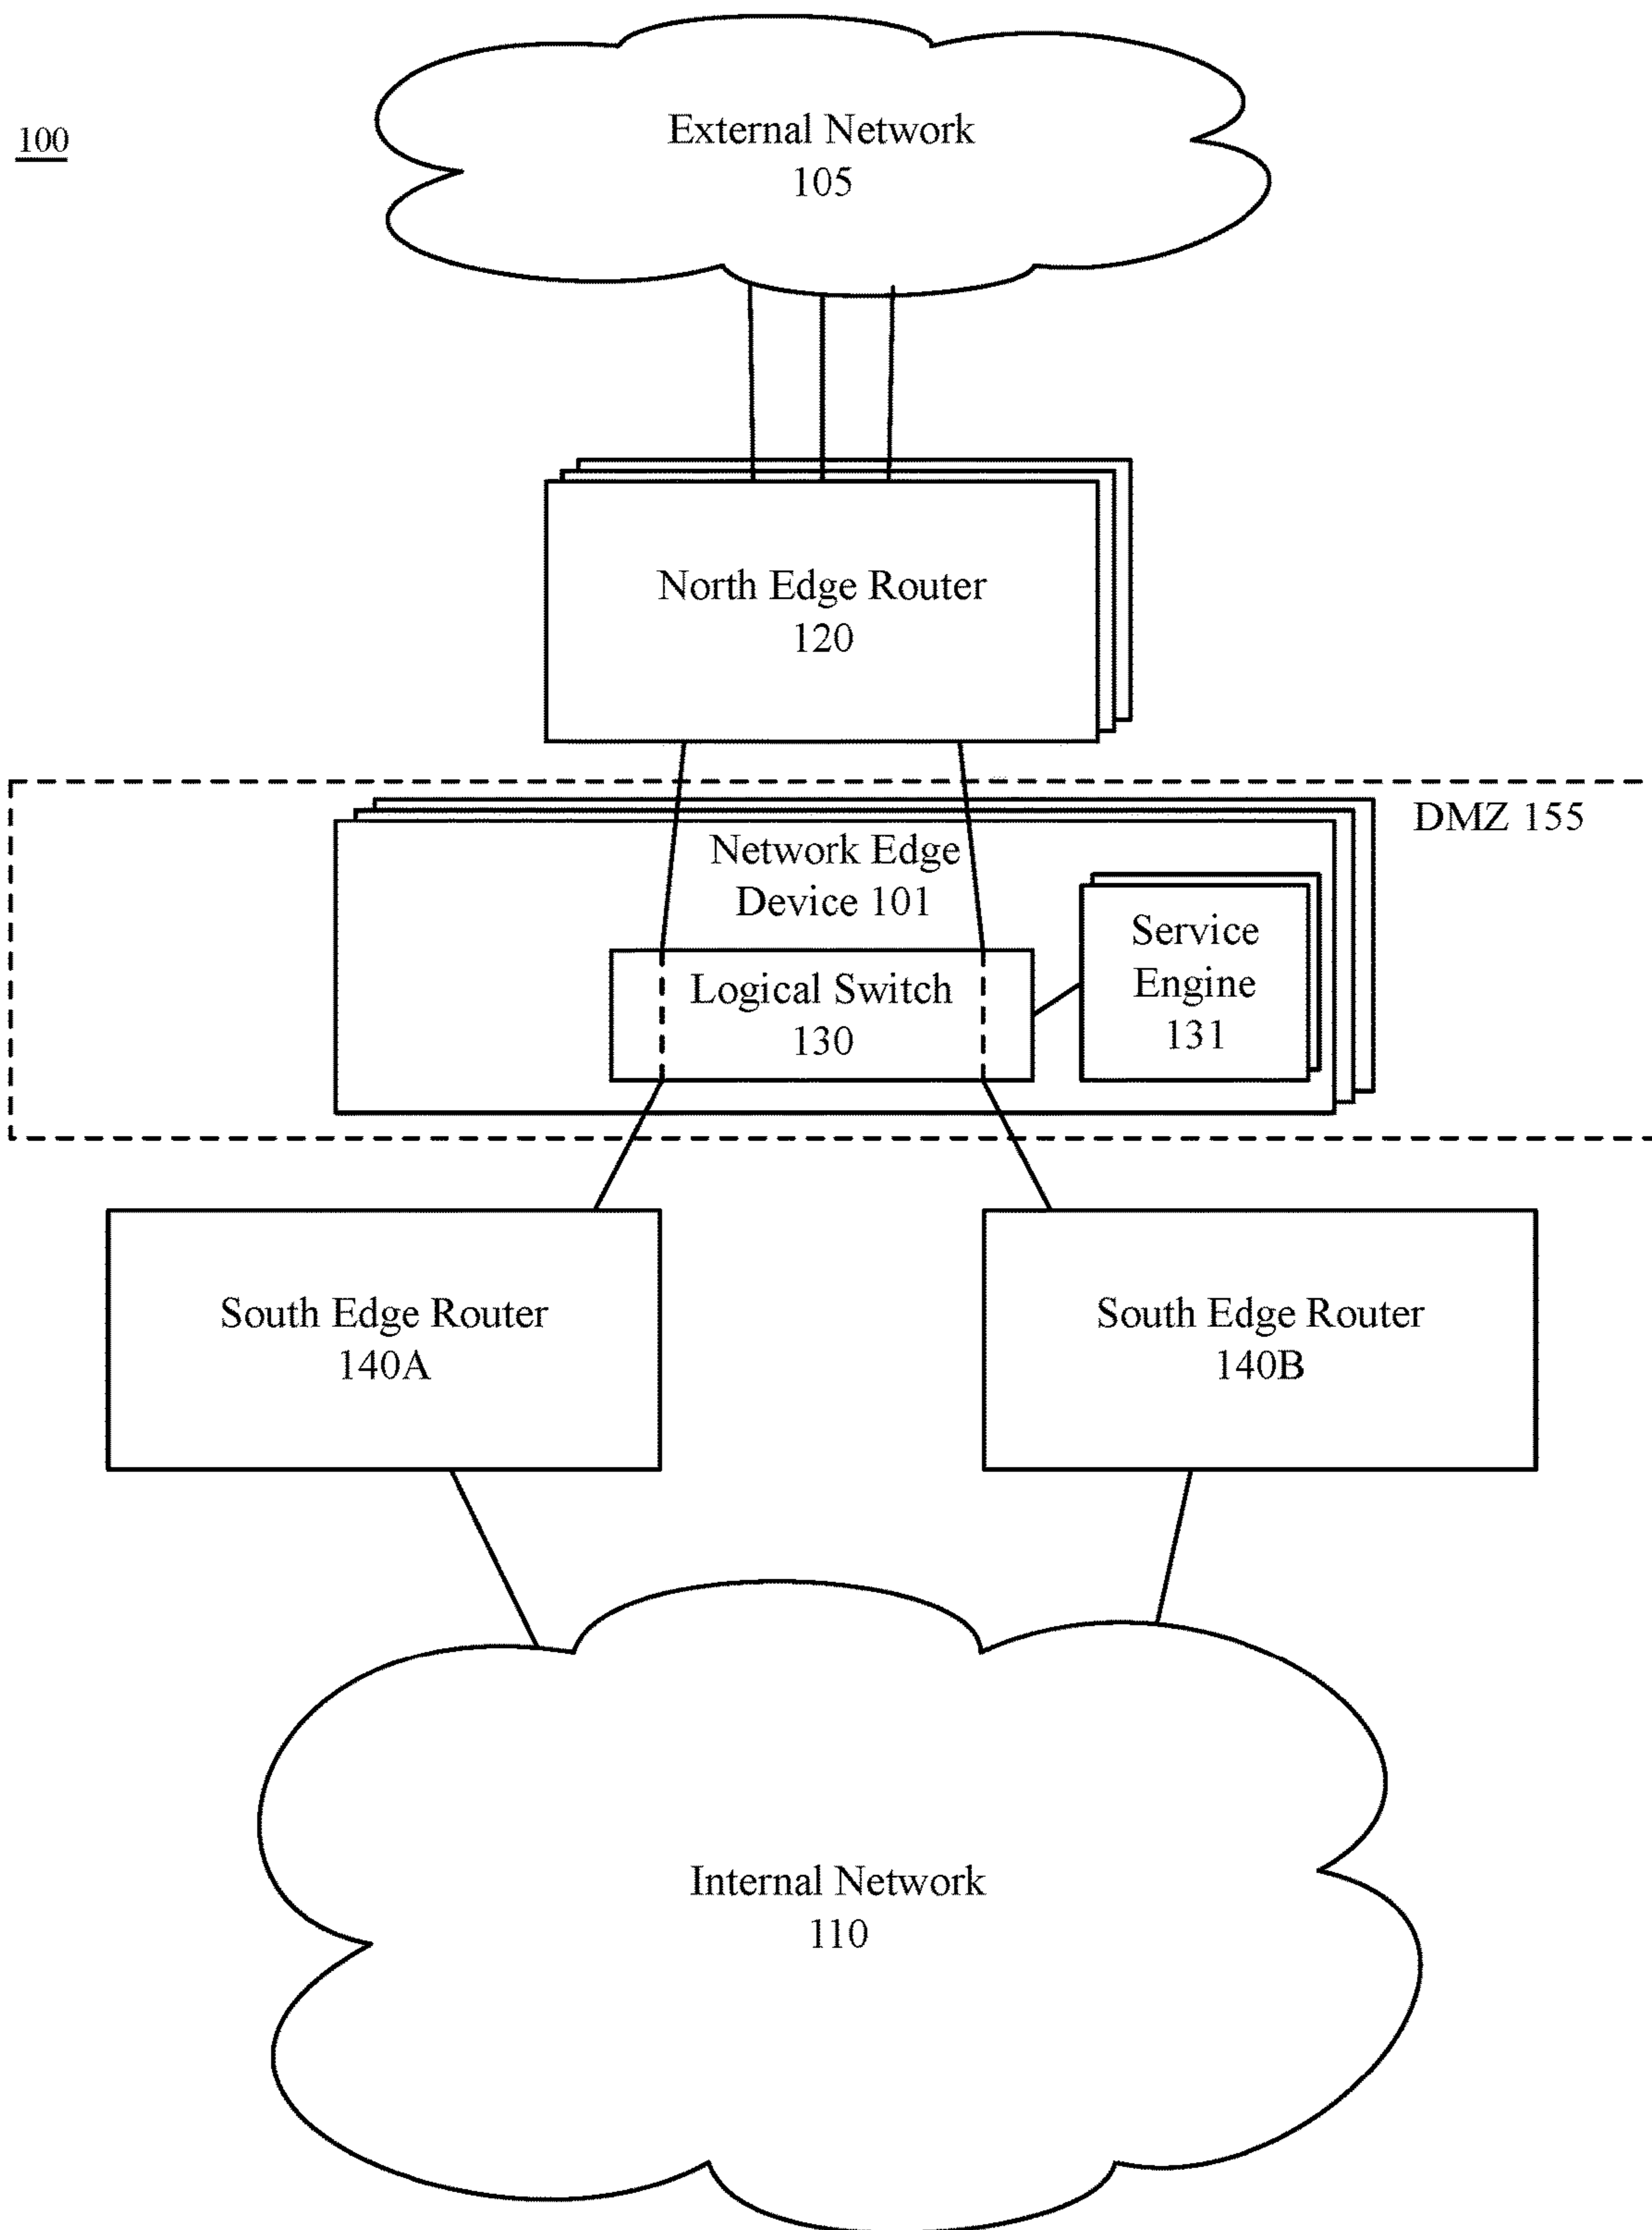 100
External Network
105
North Edge Router
120
DMZ 155
Network Edge
Device 101
Service
Engine
131
Logical Switch
130
South Edge Router
140A
South Edge Router
140B
Internal Network
110